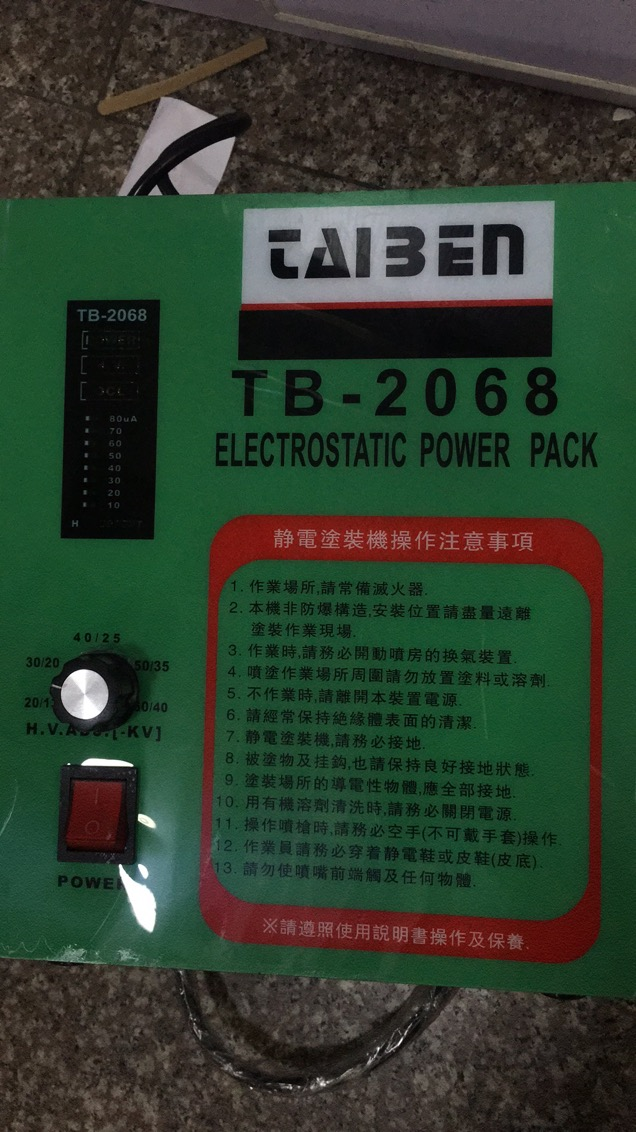 TAIBEN
TB-2068
ELECTROSTATIC POWER PACK
TB-2068
80uA
70
60
50
40
30
20
10
H
40/25
30/20
50/35
60/40
H.V.ADJ.[-KV]
POWER
静電塗裝機操作注意事項
1. 作業場所,請常備滅火器.
2. 本機非防爆構造,安裝位置請盡量遠離
塗裝作業現場.
3. 作業時,請務必開動噴房的换氣裝置.
4. 噴塗作業場所周圍請勿放置塗料或溶劑.
5. 不作業時,請離開本裝置電源.
6. 請經常保持絶緣體表面的清潔.
7. 静電塗裝機,請務必接地.
8. 被塗物及挂鈎,也請保持良好接地狀態.
9. 塗裝場所的導電性物體,應全部接地.
10. 用有機溶劑清洗時,請務必關閉電源.
11. 操作噴槍時,請務必空手(不可戴手套)操作
12. 作業員請務必穿着静電鞋或皮鞋(皮底).
13. 請勿使噴嘴前端觸及任何物體.
※請遵照使用說明書操作及保養.